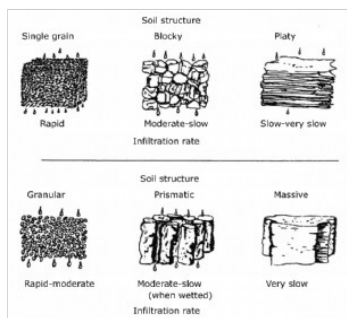 Soil structure
Single grain Blocky Platy
Rapid Moderate-slow Slow-very slow
Infiltration rate
Soil structure
Granular Prismatic Massive
Rapid-moderate Moderate-slow Very slow
(when wetted)
Infiltration rate